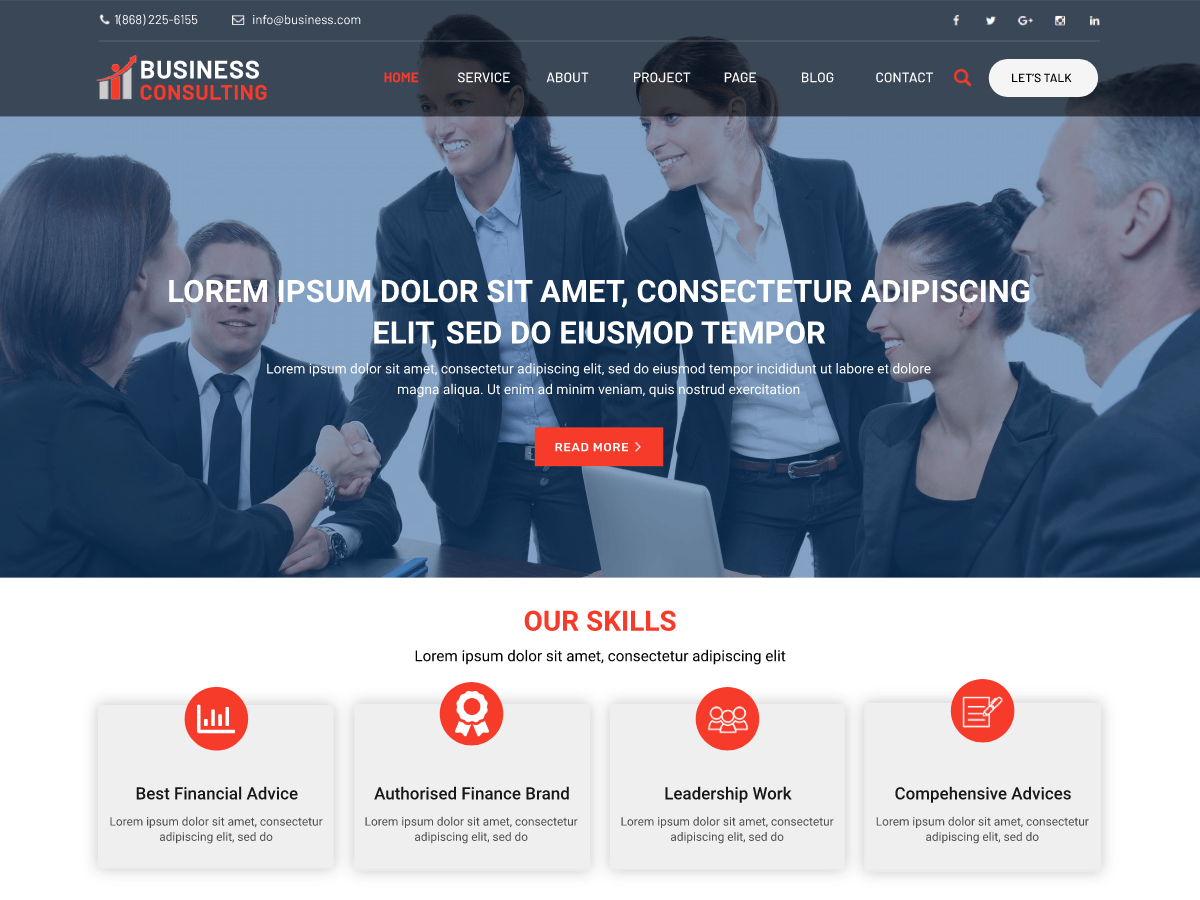 1(868) 225-6155
info@business.com
BUSINESS
CONSULTING
HOME
SERVICE
ABOUT
PROJECT
PAGE
BLOG
CONTACT
LET'S TALK
LOREM IPSUM DOLOR SIT AMET, CONSECTETUR ADIPISCING
ELIT, SED DO EIUSMOD TEMPOR
Lorem ipsum dolor sit amet, consectetur adipiscing elit, sed do eiusmod tempor incididunt ut labore et dolore
magna aliqua. Ut enim ad minim veniam, quis nostrud exercitation
READ MORE
OUR SKILLS
Lorem ipsum dolor sit amet, consectetur adipiscing elit
Best Financial Advice
Lorem ipsum dolor sit amet, consectetur
adipiscing elit, sed do
Authorised Finance Brand
Lorem ipsum dolor sit amet, consectetur
adipiscing elit, sed do
Leadership Work
Lorem ipsum dolor sit amet, consectetur
adipiscing elit, sed do
Compehensive Advices
Lorem ipsum dolor sit amet, consectetur
adipiscing elit, sed do